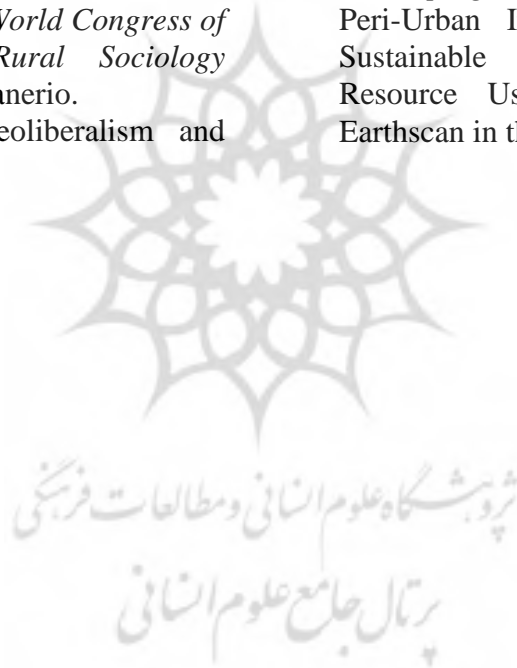 World Congress of
Rural Sociology
anerio.
eoliberalism and
Peri-Urban I
Sustainable
Resource Us
Earthscan in th
پژوهشگاه علوم انسانی و مطالعات فرهنگی
پرتال جامع علوم انسانی